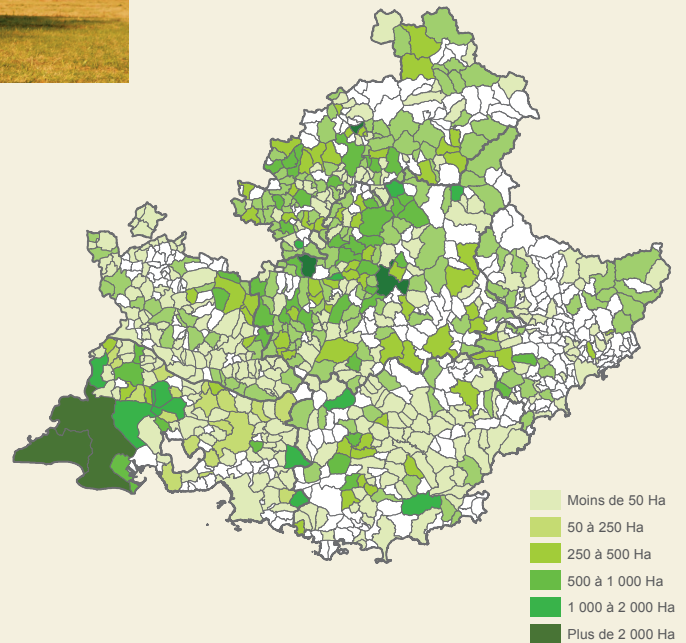 Moins de 50 Ha
50 à 250 Ha
250 à 500 Ha
500 à 1 000 Ha
1 000 à 2 000 Ha
Plus de 2 000 Ha